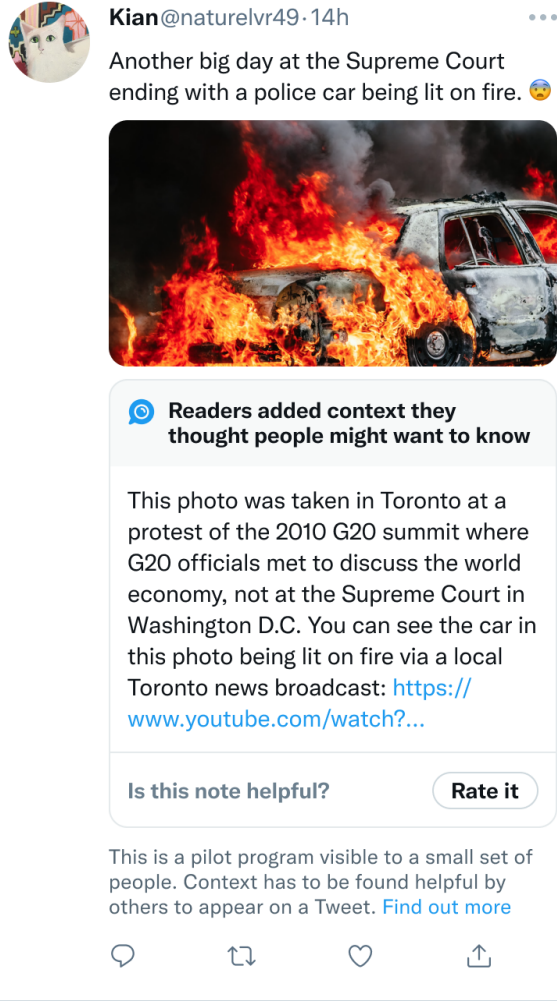 Kian @naturelvr49 · 14h
Another big day at the Supreme Court
ending with a police car being lit on fire. 😨
Readers added context they
thought people might want to know
This photo was taken in Toronto at a
protest of the 2010 G20 summit where
G20 officials met to discuss the world
economy, not at the Supreme Court in
Washington D.C. You can see the car in
this photo being lit on fire via a local
Toronto news broadcast: https://
www.youtube.com/watch?...
Is this note helpful?
Rate it
This is a pilot program visible to a small set of
people. Context has to be found helpful by
others to appear on a Tweet. Find out more